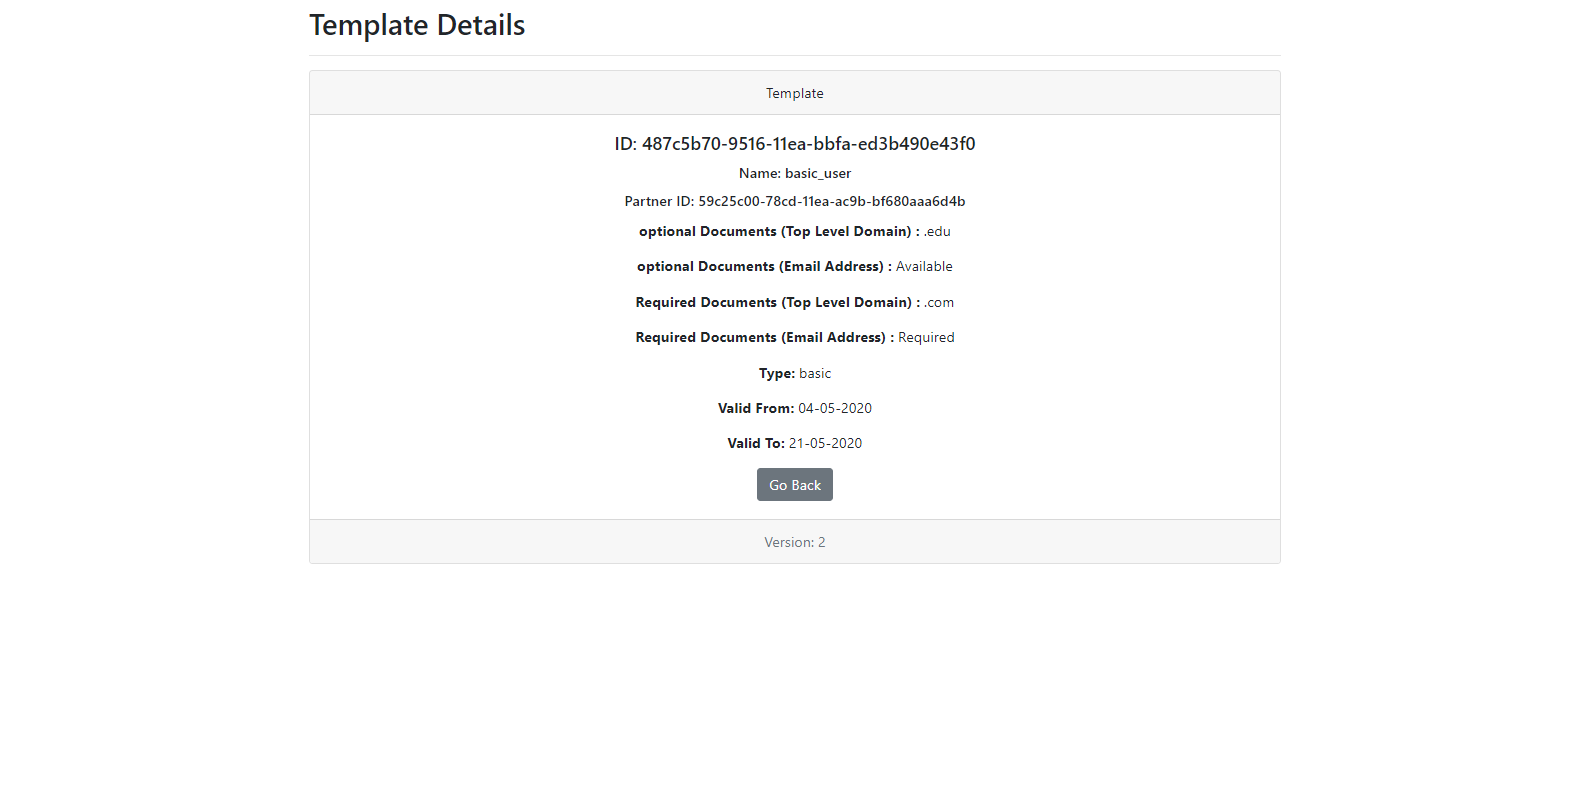 Template Details
Template
ID: 487c5b70-9516-11ea-bbfa-ed3b490e43f0
Name: basic_user
Partner ID: 59c25c00-78cd-11ea-ac9b-bf680aaa6d4b
optional Documents (Top Level Domain) : .edu
optional Documents (Email Address) : Available
Required Documents (Top Level Domain) : .com
Required Documents (Email Address) : Required
Type: basic
Valid From: 04-05-2020
Valid To: 21-05-2020
Go Back
Version: 2